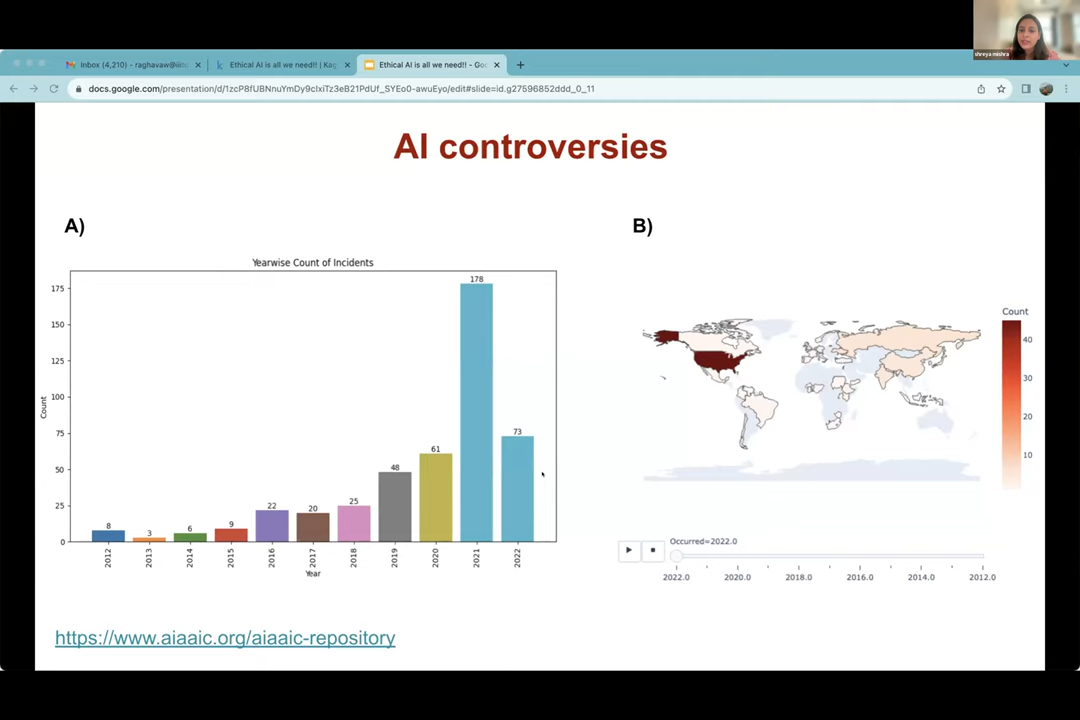 shreya mishra
Inbox (4,210) - raghavaw@iin
Ethical AI is all we need!! | Kag
Ethical AI is all we need!! - Goo
docs.google.com/presentation/d/1zcP8fUBNnuYmDy9cIxiTz3eB21PdUf_SYEo0-awuEyo/edit#slide=id.g27596852ddd_0_11
AI controversies
A)
B)
Yearwise Count of Incidents
Count
175
150
125
100
75
50
25
0
8
3
6
9
22
20
25
48
61
178
73
2012
2013
2014
2015
2016
2017
2018
2019
2020
2021
2022
Year
Count
40
30
20
10
Occurred=2022.0
2022.0 2020.0 2018.0 2016.0 2014.0 2012.0
https://www.aiaaic.org/aiaaic-repository